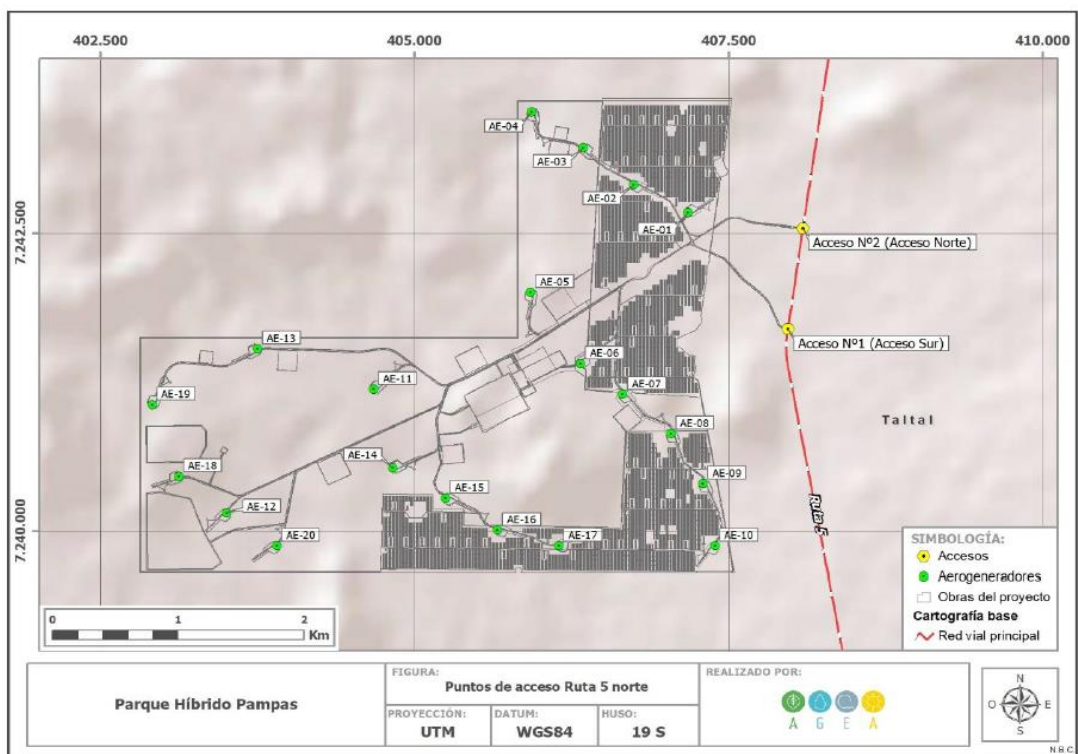 402.500
405.000
407.500
410.000
7.242.500
7.240.000
AE-04
AE-03
AE-02
AE-01
Acceso Nº2 (Acceso Norte)
AE-05
Acceso Nº1 (Acceso Sur)
AE-13
AE-06
AE-11
AE-07
AE-19
Taltal
AE-08
AE-14
AE-18
AE-09
AE-15
AE-12
AE-16
AE-20
AE-17
AE-10
Ruta 5
SIMBOLOGÍA:
Accesos
Aerogeneradores
Obras del proyecto
Cartografía base
Red vial principal
0 1 2
Km
Parque Híbrido Pampas
FIGURA:
Puntos de acceso Ruta 5 norte
PROYECCIÓN:
UTM
DATUM:
WGS84
HUSO:
19 S
REALIZADO POR:
A G E A
N
O E
S
N.B.C